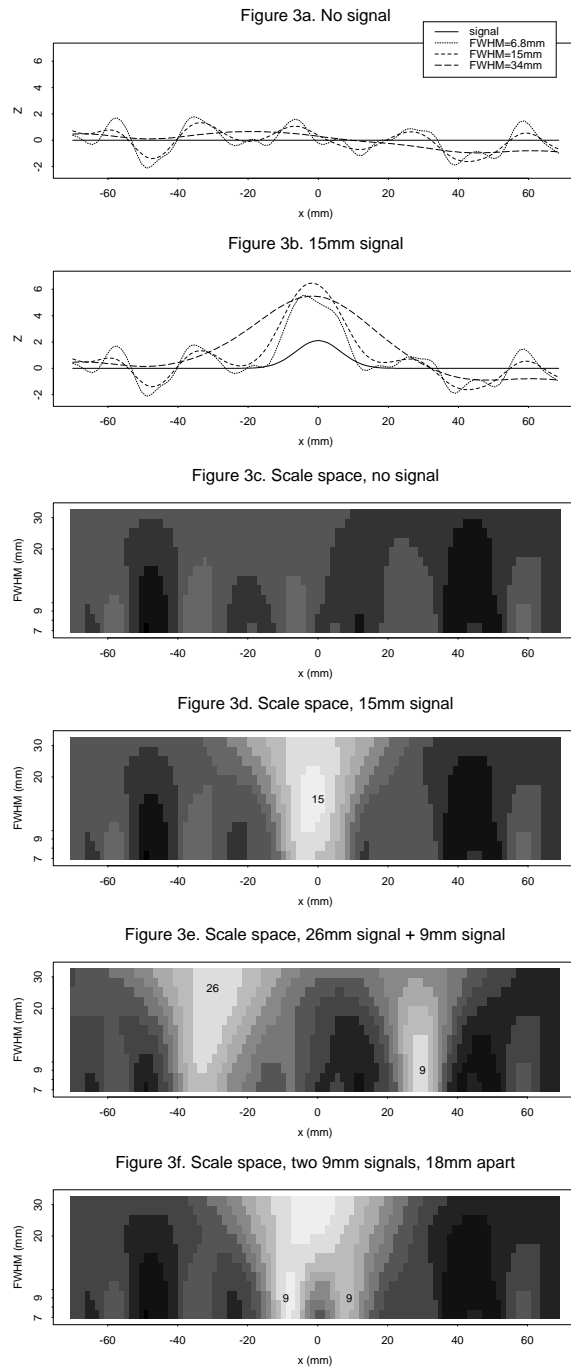 Figure 3a. No signal
signal
FWHM=6.8mm
FWHM=15mm
FWHM=34mm
Z
6
4
2
0
-2
-60 -40 -20 0 20 40 60
x (mm)
Figure 3b. 15mm signal
Z
6
4
2
0
-2
-60 -40 -20 0 20 40 60
x (mm)
Figure 3c. Scale space, no signal
FWHM (mm)
30
20
9
7
-60 -40 -20 0 20 40 60
x (mm)
Figure 3d. Scale space, 15mm signal
FWHM (mm)
30
20
9
7
15
-60 -40 -20 0 20 40 60
x (mm)
Figure 3e. Scale space, 26mm signal + 9mm signal
FWHM (mm)
30
20
9
7
26
9
-60 -40 -20 0 20 40 60
x (mm)
Figure 3f. Scale space, two 9mm signals, 18mm apart
FWHM (mm)
30
20
9
7
9 9
-60 -40 -20 0 20 40 60
x (mm)